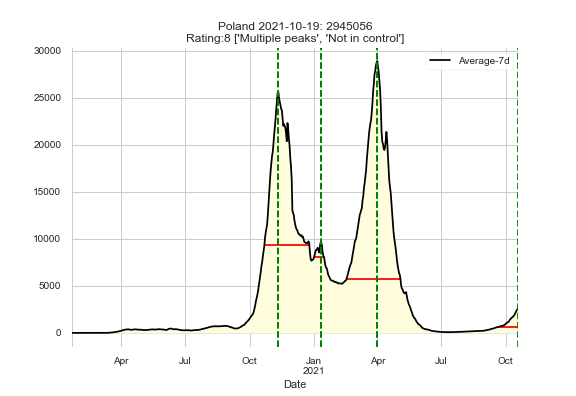 Poland 2021-10-19: 2945056
Rating:8 ['Multiple peaks', 'Not in control']
Average-7d
30000
25000
20000
15000
10000
5000
0
Apr Jul Oct Jan Apr Jul Oct
2021
Date